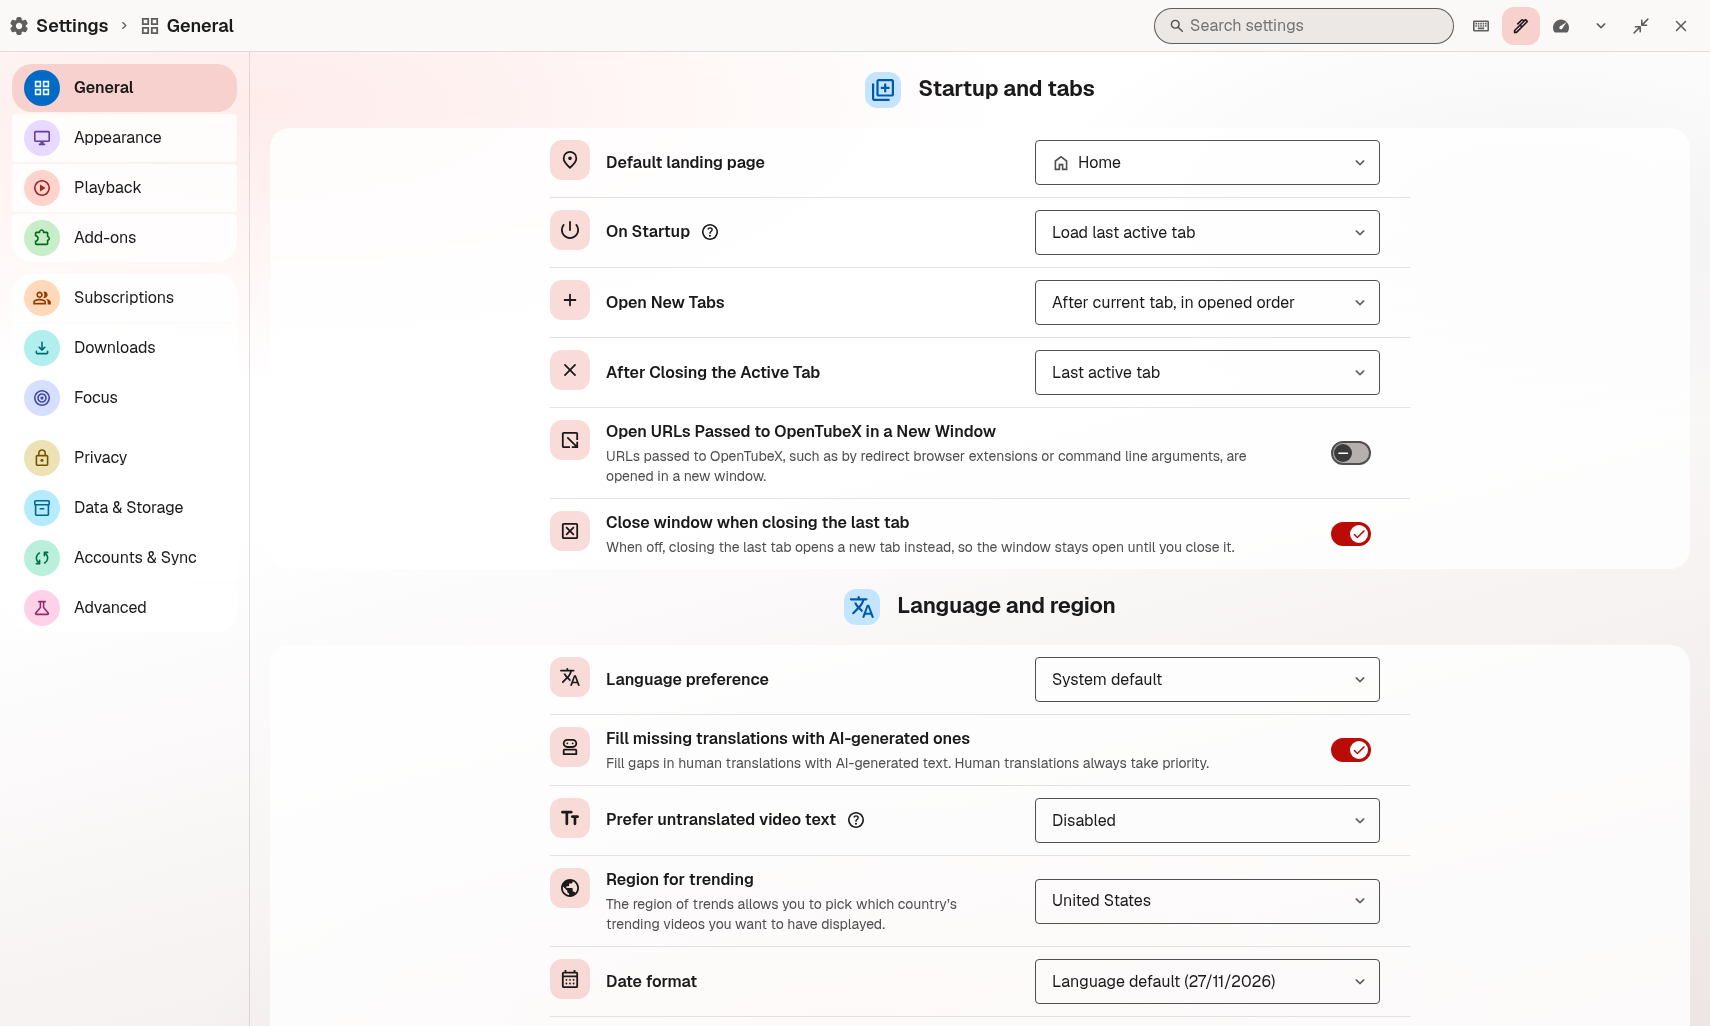 Settings
General
Search settings
General
Appearance
Playback
Add-ons
Subscriptions
Downloads
Focus
Privacy
Data & Storage
Accounts & Sync
Advanced
Startup and tabs
Default landing page
Home
On Startup
Load last active tab
Open New Tabs
After current tab, in opened order
After Closing the Active Tab
Last active tab
Open URLs Passed to OpenTubeX in a New Window
URLs passed to OpenTubeX, such as by redirect browser extensions or command line arguments, are
opened in a new window.
Close window when closing the last tab
When off, closing the last tab opens a new tab instead, so the window stays open until you close it.
Language and region
Language preference
System default
Fill missing translations with AI-generated ones
Fill gaps in human translations with AI-generated text. Human translations always take priority.
Prefer untranslated video text
Disabled
Region for trending
The region of trends allows you to pick which country's
trending videos you want to have displayed.
United States
Date format
Language default (27/11/2026)